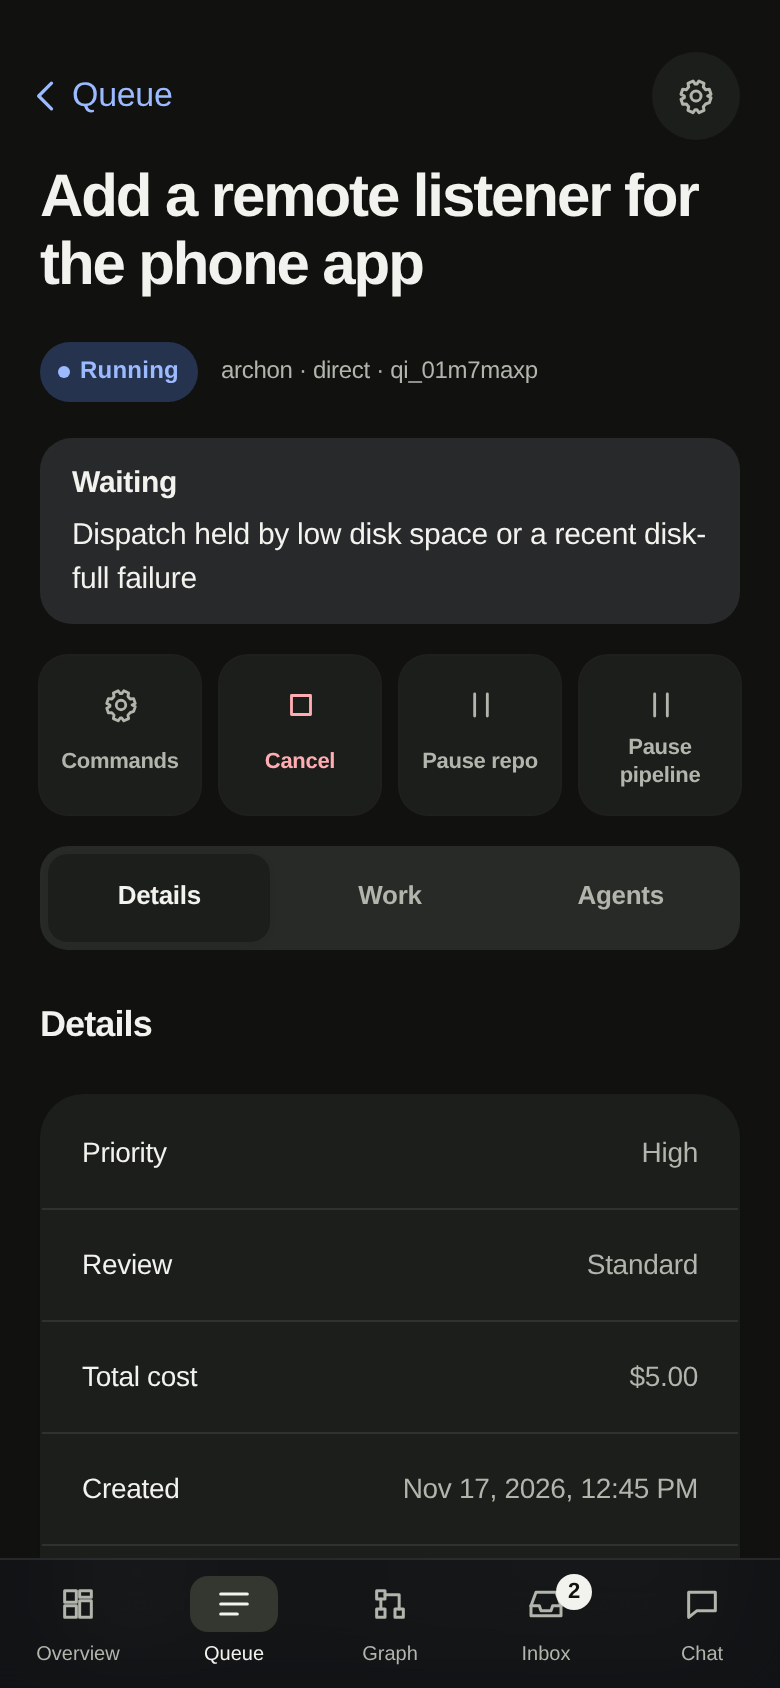 Queue
Add a remote listener for
the phone app
Running
archon · direct · qi_01m7maxp
Waiting
Dispatch held by low disk space or a recent disk-
full failure
Commands
Cancel
Pause repo
Pause
pipeline
Details
Work
Agents
Details
Priority
High
Review
Standard
Total cost
$5.00
Created
Nov 17, 2026, 12:45 PM
2
Overview
Queue
Graph
Inbox
Chat